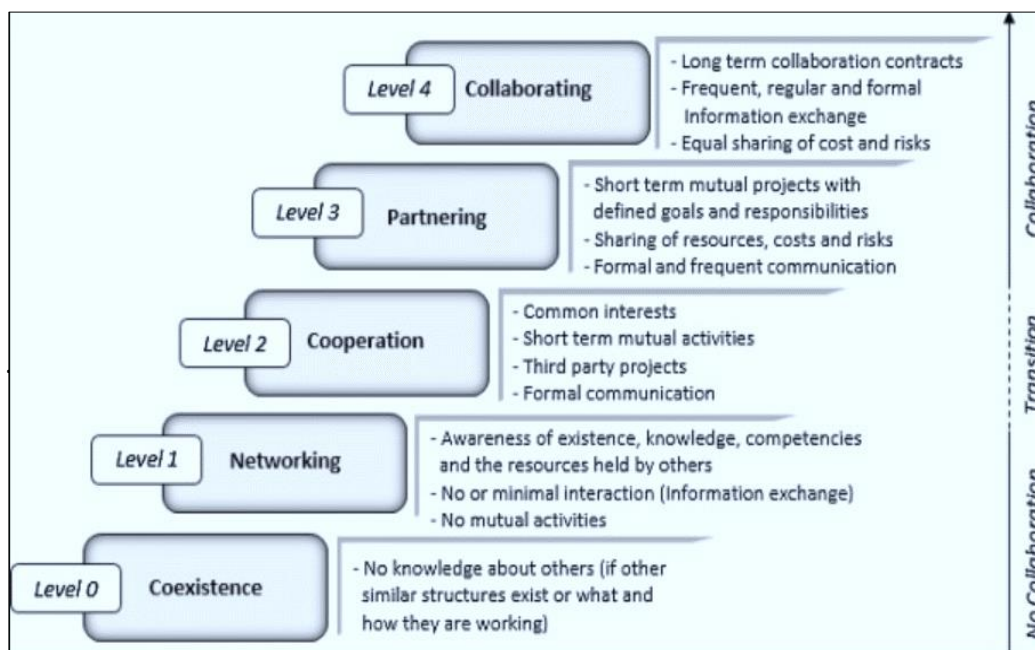 Level 4
Collaborating
- Long term collaboration contracts
- Frequent, regular and formal
Information exchange
- Equal sharing of cost and risks
Level 3
Partnering
- Short term mutual projects with
defined goals and responsibilities
- Sharing of resources, costs and risks
- Formal and frequent communication
Level 2
Cooperation
- Common interests
- Short term mutual activities
- Third party projects
- Formal communication
Level 1
Networking
- Awareness of existence, knowledge, competencies
and the resources held by others
- No or minimal interaction (Information exchange)
- No mutual activities
Level 0
Coexistence
- No knowledge about others (if other
similar structures exist or what and
how they are working)
Collaboration
Transition
No Collaboration